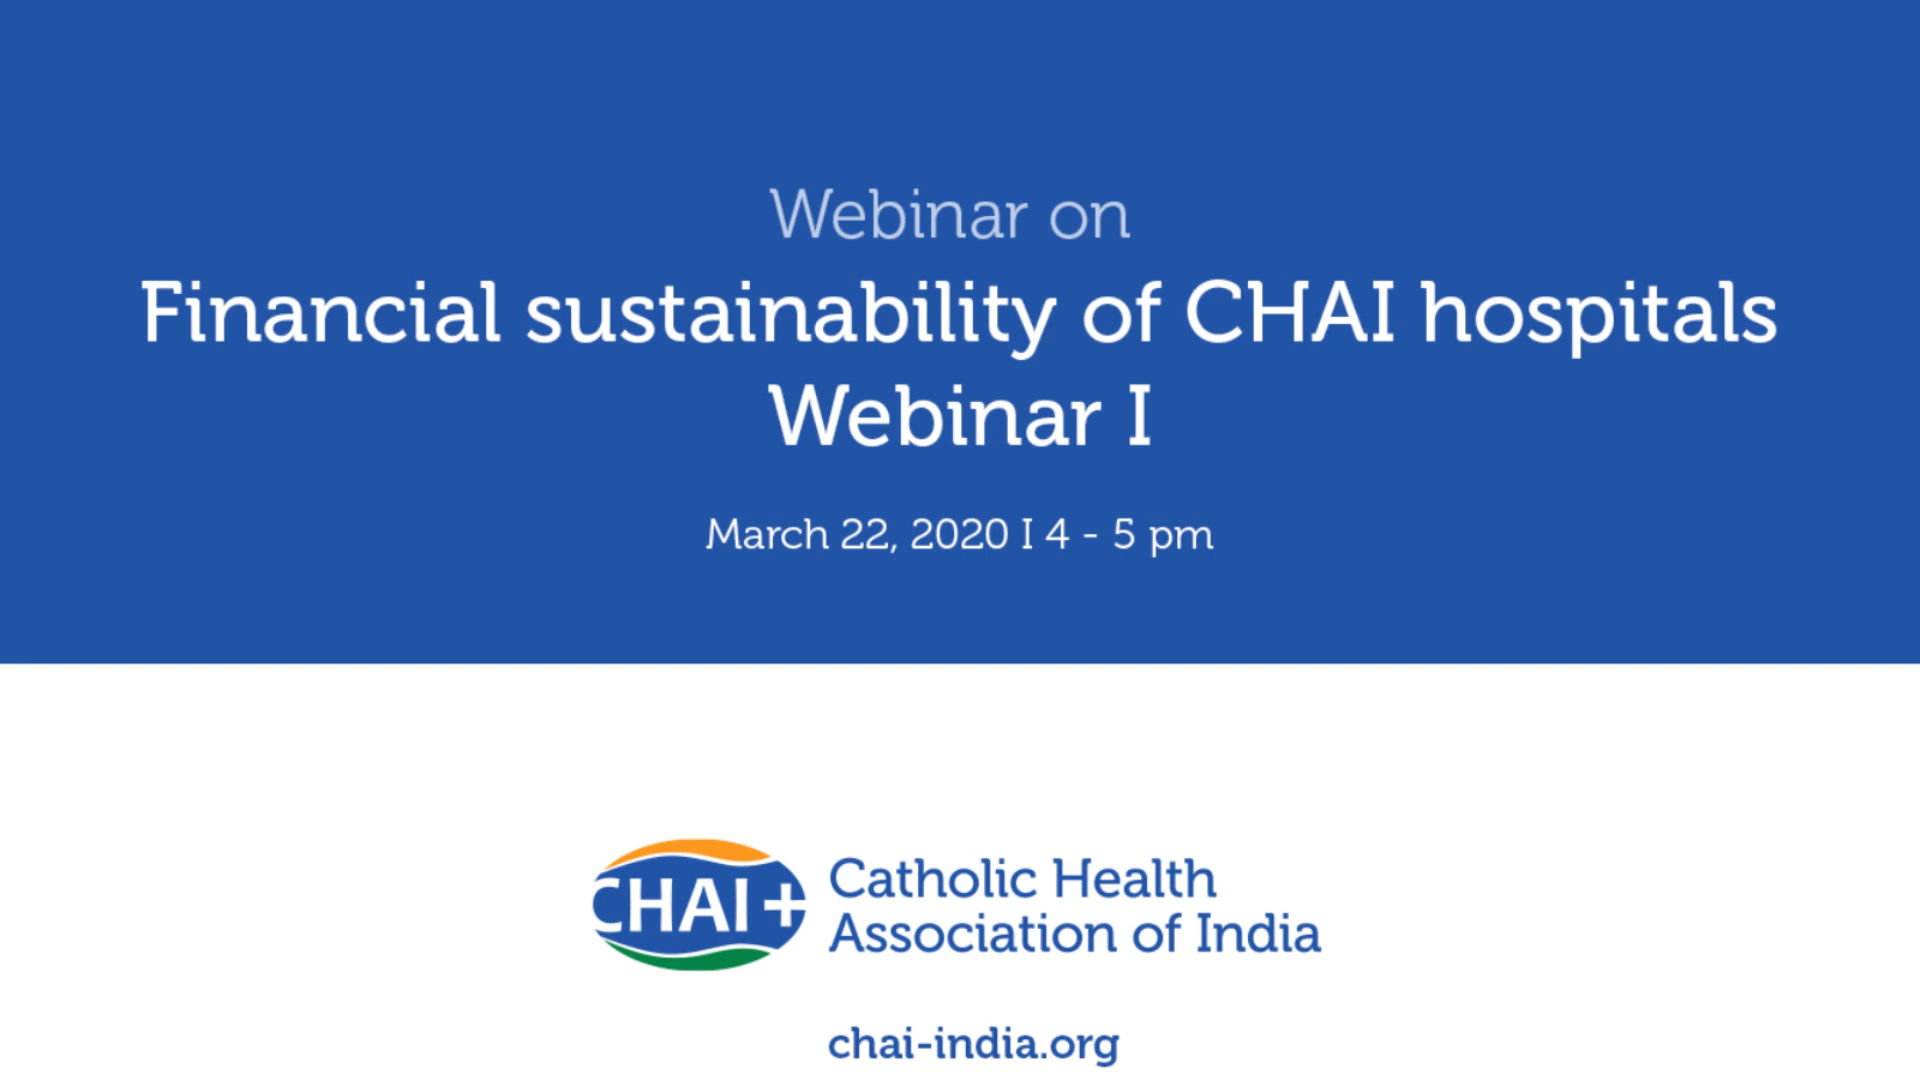 Webinar on
Financial sustainability of CHAI hospitals
Webinar I
March 22, 2020 I 4 - 5 pm
CHAI+
Catholic Health
Association of India
chai-india.org